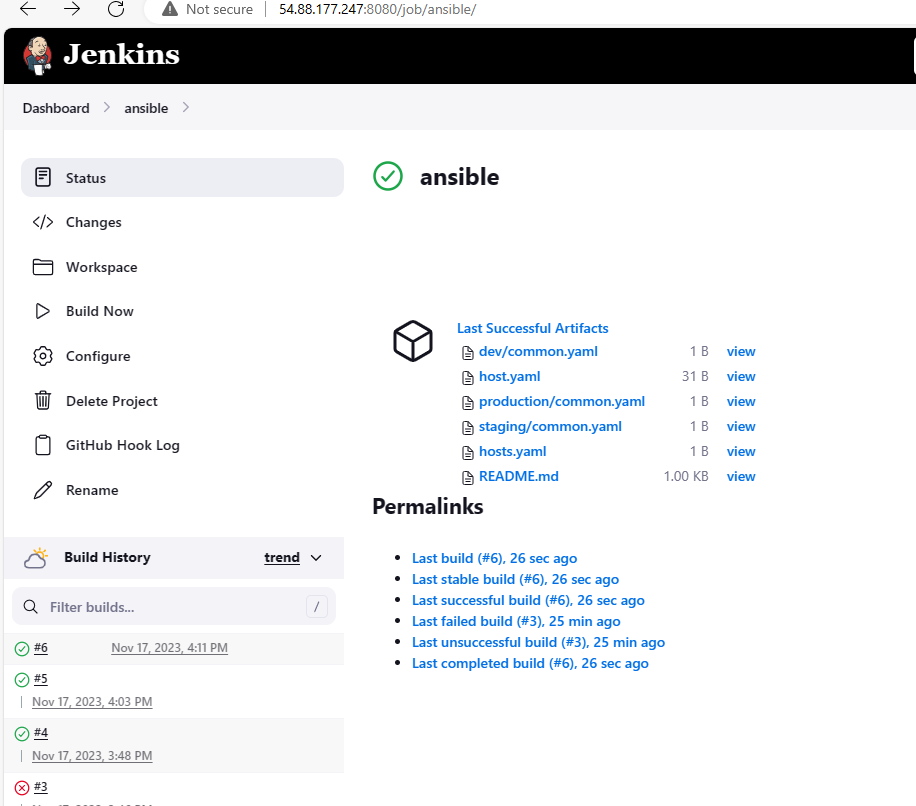 Not secure 54.88.177.247:8080/job/ansible/
Jenkins
Dashboard ansible
Status
Changes
Workspace
Build Now
Configure
Delete Project
GitHub Hook Log
Rename
Build History trend
Filter builds... /
#6 Nov 17, 2023, 4:11 PM
#5
Nov 17, 2023, 4:03 PM
#4
Nov 17, 2023, 3:48 PM
#3
ansible
Last Successful Artifacts
dev/common.yaml 1 B view
host.yaml 31 B view
production/common.yaml 1 B view
staging/common.yaml 1 B view
hosts.yaml 1 B view
README.md 1.00 KB view
Permalinks
Last build (#6), 26 sec ago
Last stable build (#6), 26 sec ago
Last successful build (#6), 26 sec ago
Last failed build (#3), 25 min ago
Last unsuccessful build (#3), 25 min ago
Last completed build (#6), 26 sec ago